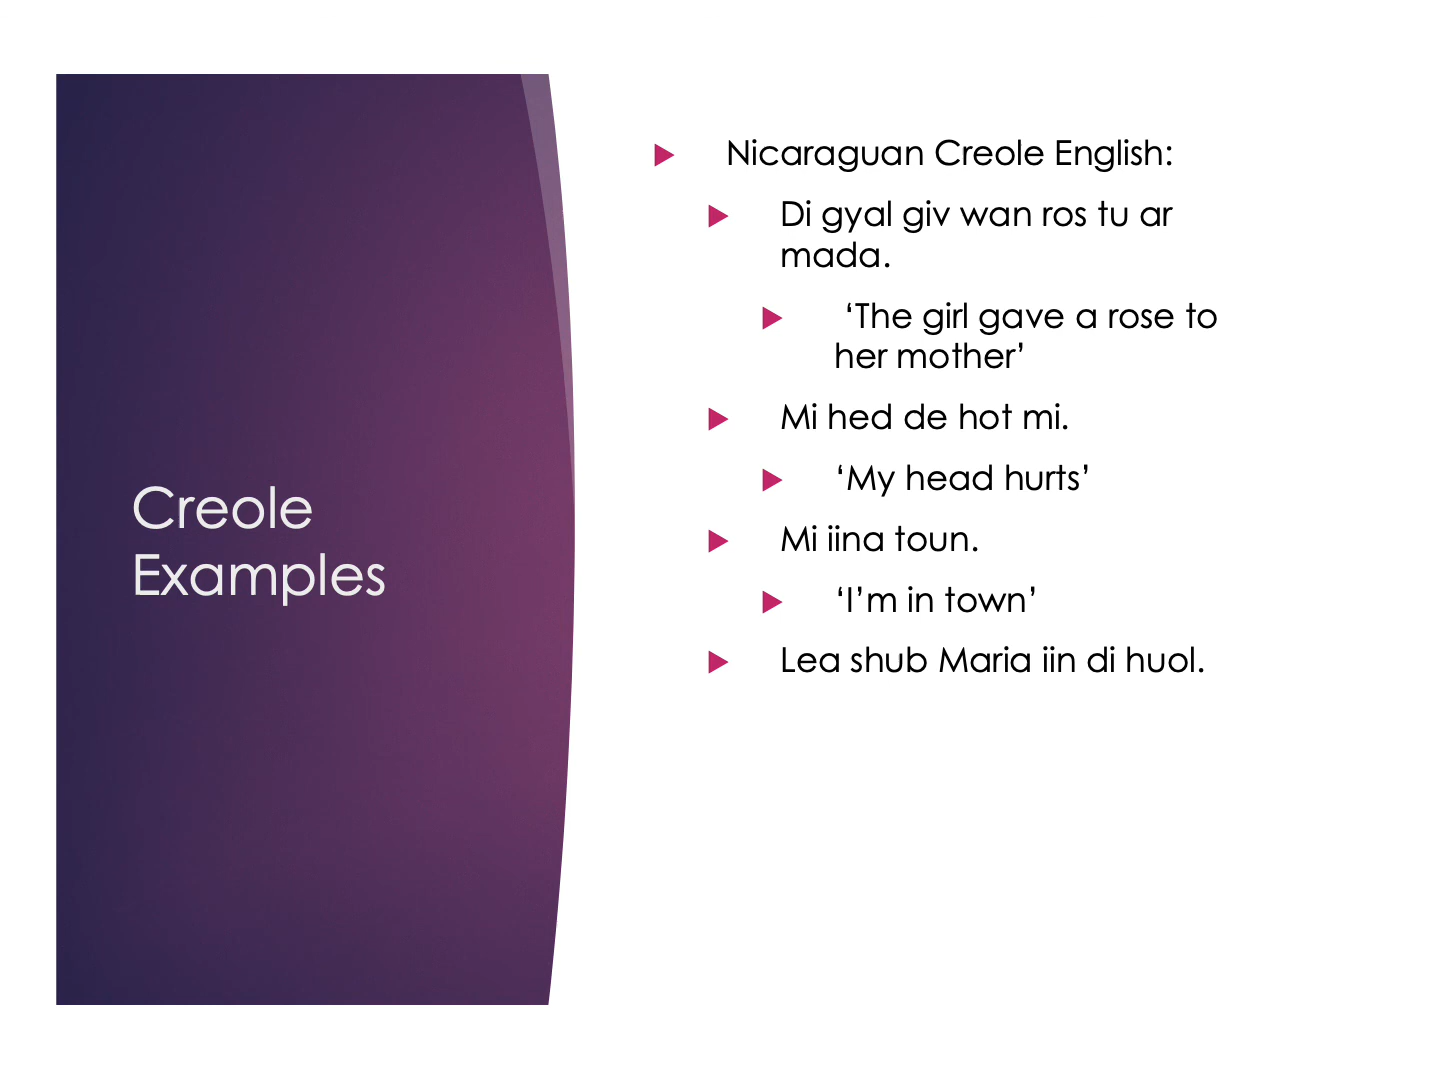 Creole
Examples
Nicaraguan Creole English:
Di gyal giv wan ros tu ar
mada.
‘The girl gave a rose to
her mother’
Mi hed de hot mi.
‘My head hurts’
Mi iina toun.
‘I’m in town’
Lea shub Maria iin di huol.